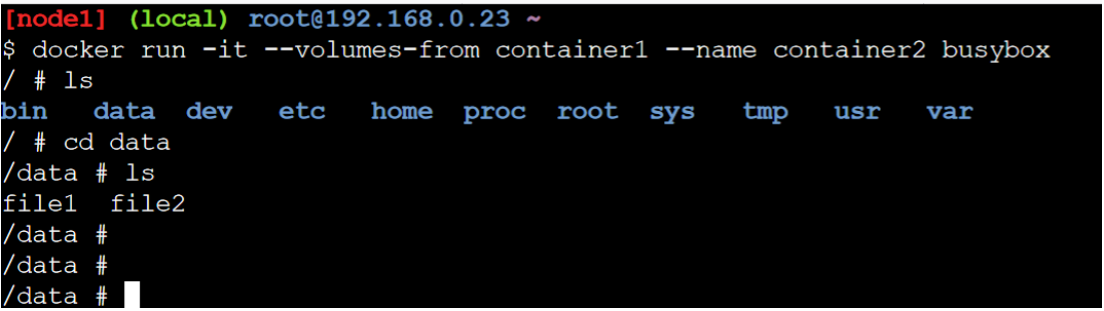 [node1] (local) root@192.168.0.23 ~
$ docker run -it --volumes-from container1 --name container2 busybox
/ # ls
bin   data  dev   etc   home  proc  root  sys   tmp   usr   var
/ # cd data
/data # ls
file1  file2
/data #
/data #
/data #